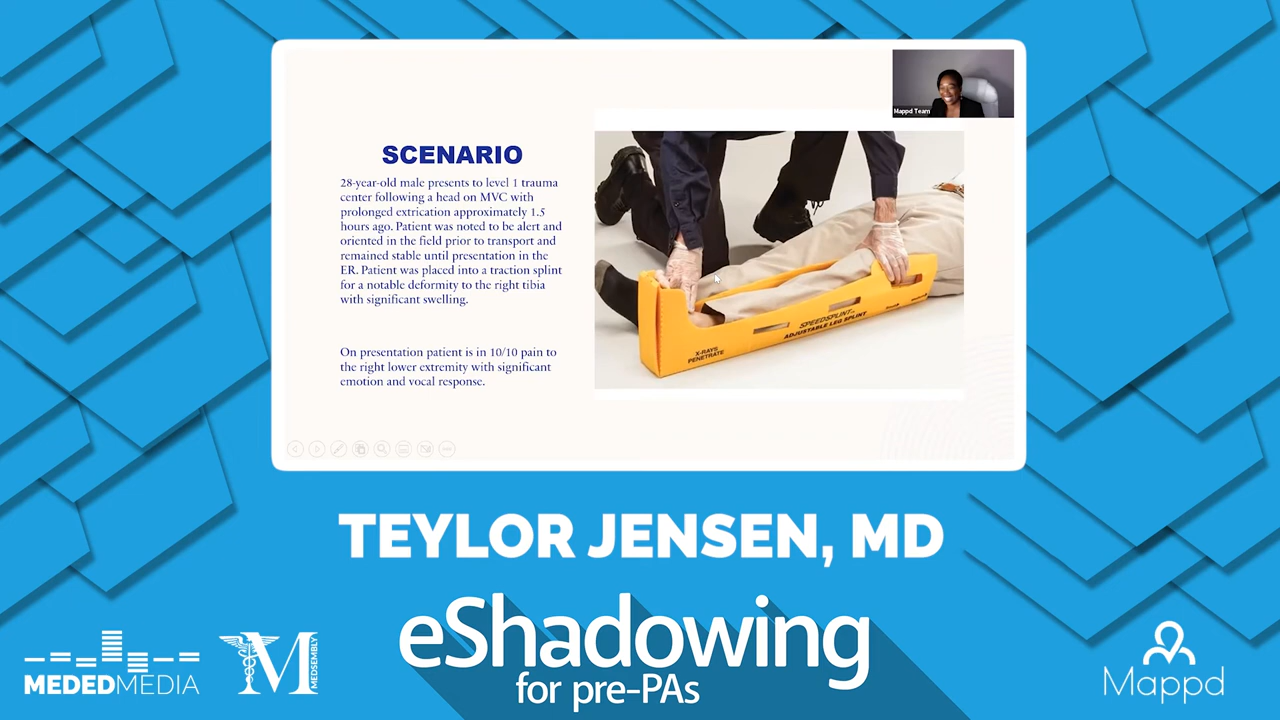 Mappd Team
SCENARIO
28-year-old male presents to level 1 trauma
center following a head on MVC with
prolonged extrication approximately 1.5
hours ago. Patient was noted to be alert and
oriented in the field prior to transport and
remained stable until presentation in the
ER. Patient was placed into a traction splint
for a notable deformity to the right tibia
with significant swelling.
On presentation patient is in 10/10 pain to
the right lower extremity with significant
emotion and vocal response.
SPEEDSPLINT
ADJUSTABLE LEG SPLINT
X-RAYS
PENETRATE
TEYLOR JENSEN, MD
eShadowing
for pre-PAs
MEDEDMEDIA
M
MEDSEMBLY
Mappd